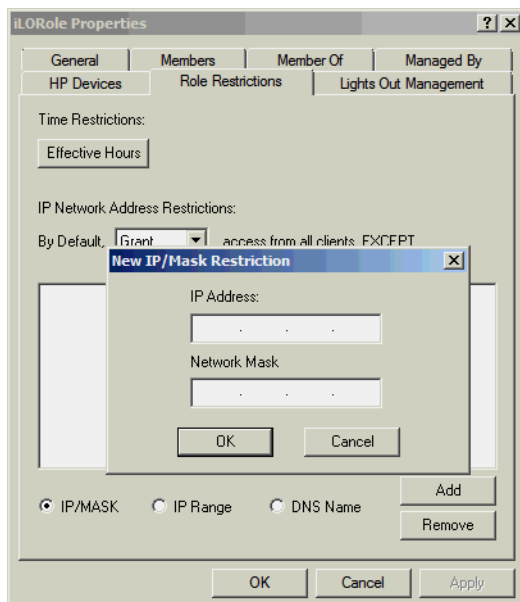 iLORole Properties
General Members Member Of Managed By
HP Devices Role Restrictions Lights Out Management
Time Restrictions:
Effective Hours
IP Network Address Restrictions:
By Default, Grant access from all clients EXCEPT
New IP/Mask Restriction
IP Address:
. . .
Network Mask
. . .
OK Cancel
IP/MASK IP Range DNS Name
Add
Remove
OK Cancel Apply